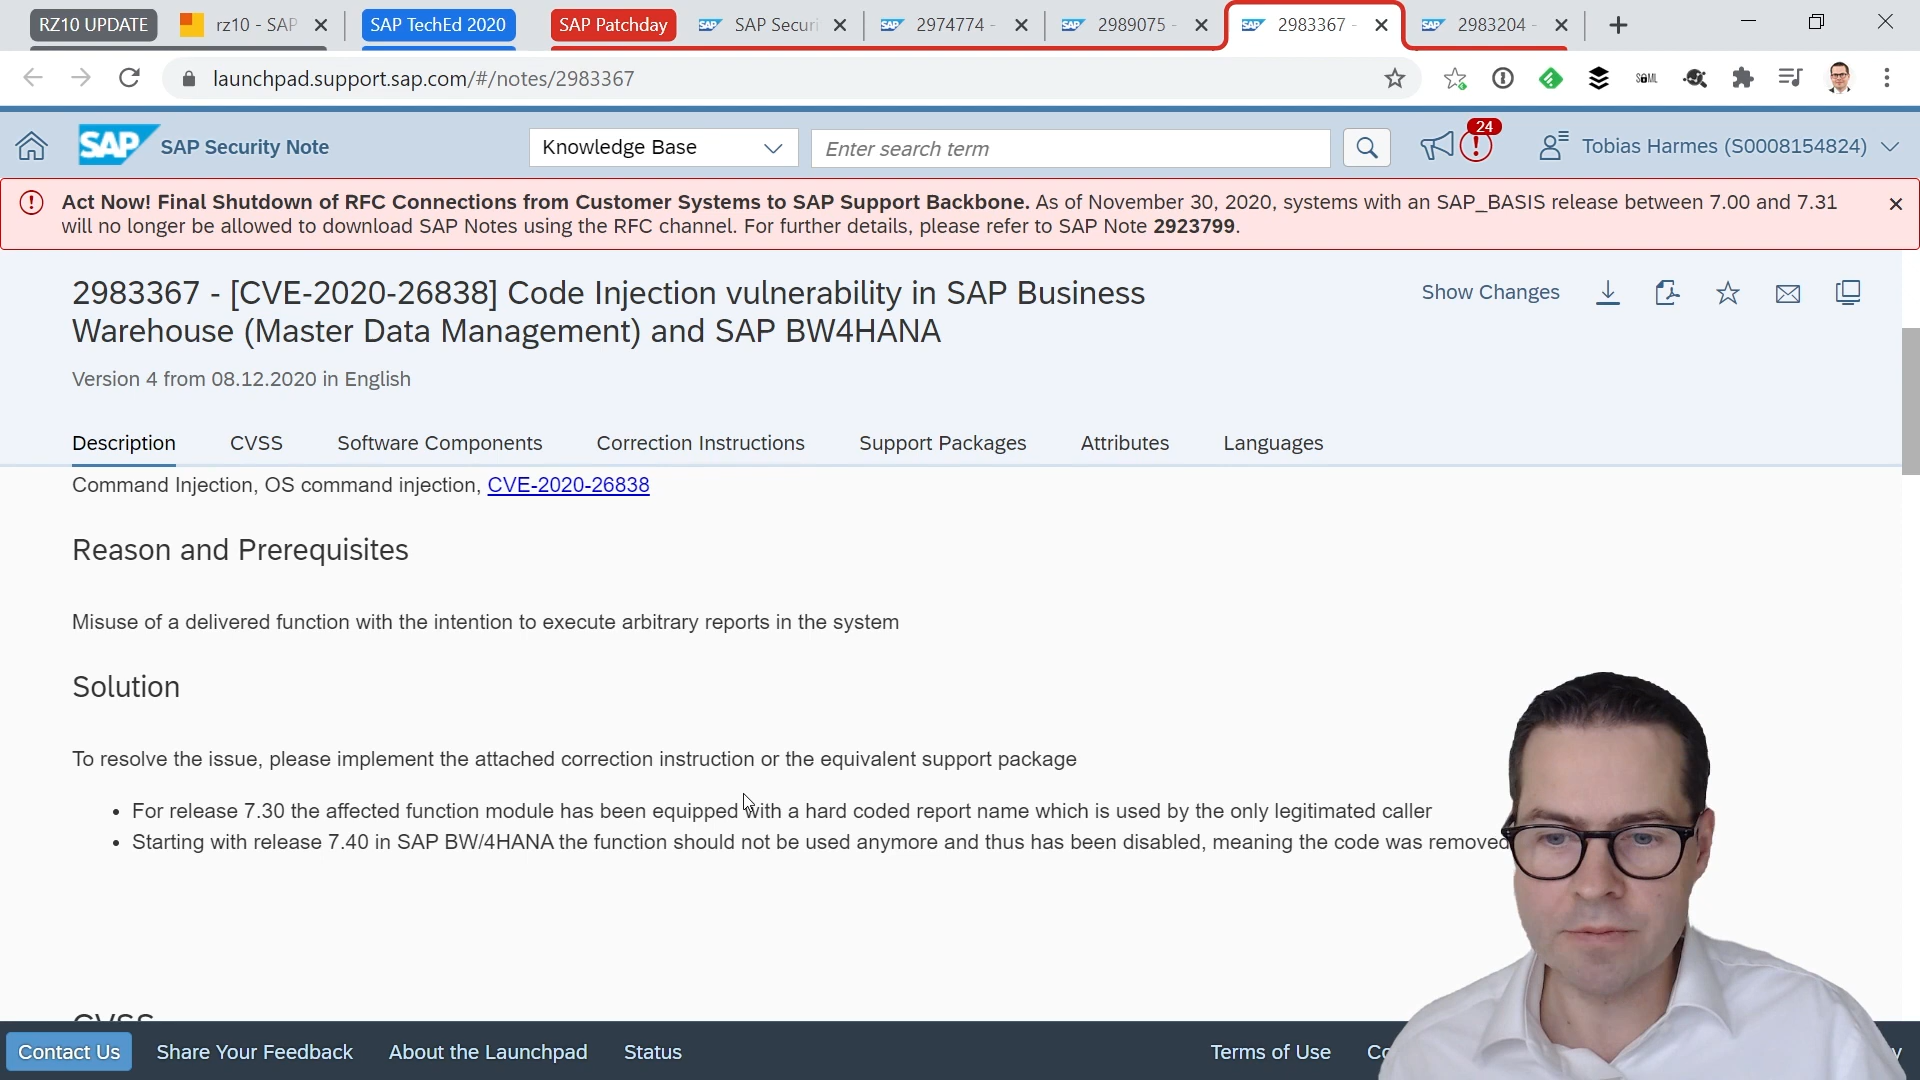 RZ10 UPDATE
rz10 - SAP
SAP TechEd 2020
SAP Patchday
SAP SAP Securi
SAP 2974774 -
SAP 2989075 -
SAP 2983367 -
SAP 2983204 -
launchpad.support.sap.com/#/notes/2983367
SAP SAP Security Note
Knowledge Base
Enter search term
24
Tobias Harmes (S0008154824)
Act Now! Final Shutdown of RFC Connections from Customer Systems to SAP Support Backbone. As of November 30, 2020, systems with an SAP_BASIS release between 7.00 and 7.31
will no longer be allowed to download SAP Notes using the RFC channel. For further details, please refer to SAP Note 2923799.
2983367 - [CVE-2020-26838] Code Injection vulnerability in SAP Business
Warehouse (Master Data Management) and SAP BW4HANA
Show Changes
Version 4 from 08.12.2020 in English
Description
CVSS
Software Components
Correction Instructions
Support Packages
Attributes
Languages
Command Injection, OS command injection, CVE-2020-26838
Reason and Prerequisites
Misuse of a delivered function with the intention to execute arbitrary reports in the system
Solution
To resolve the issue, please implement the attached correction instruction or the equivalent support package
• For release 7.30 the affected function module has been equipped with a hard coded report name which is used by the only legitimated caller
• Starting with release 7.40 in SAP BW/4HANA the function should not be used anymore and thus has been disabled, meaning the code was removed
CVSS
Contact Us
Share Your Feedback
About the Launchpad
Status
Terms of Use